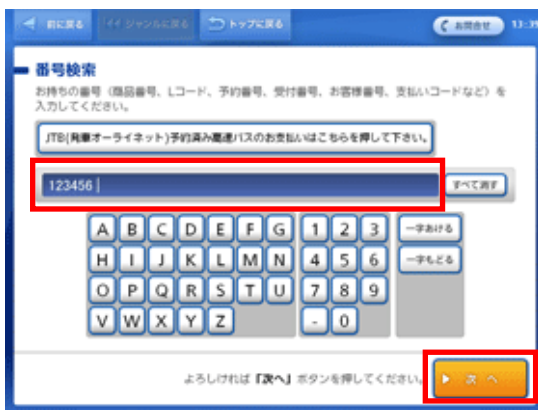 前に戻る ジャンルに戻る トップに戻る お問合せ 13:39
番号検索
お持ちの番号(商品番号、Lコード、予約番号、受付番号、お客様番号、支払いコードなど)を
入力してください。
JTB(発車オーライネット)予約済み高速バスのお支払いはこちらを押して下さい。
123456 すべて消す
A B C D E F G 1 2 3 一字あける
H I J K L M N 4 5 6 一字もどる
O P Q R S T U 7 8 9
V W X Y Z - 0
よろしければ「次へ」ボタンを押してください。 次へ